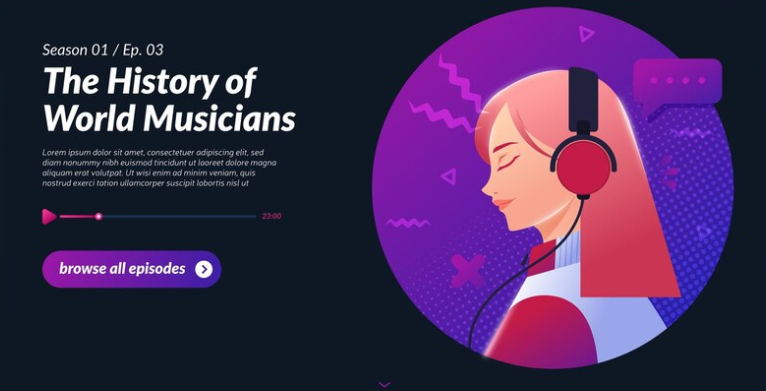 Season 01 / Ep. 03
The History of
World Musicians
Lorem ipsum dolor sit amet, consectetuer adipiscing elit, sed
diam nonummy nibh euismod tincidunt ut laoreet dolore magna
aliquam erat volutpat. Ut wisi enim ad minim veniam, quis
nostrud exerci tation ullamcorper suscipit lobortis nisl ut
23:00
browse all episodes